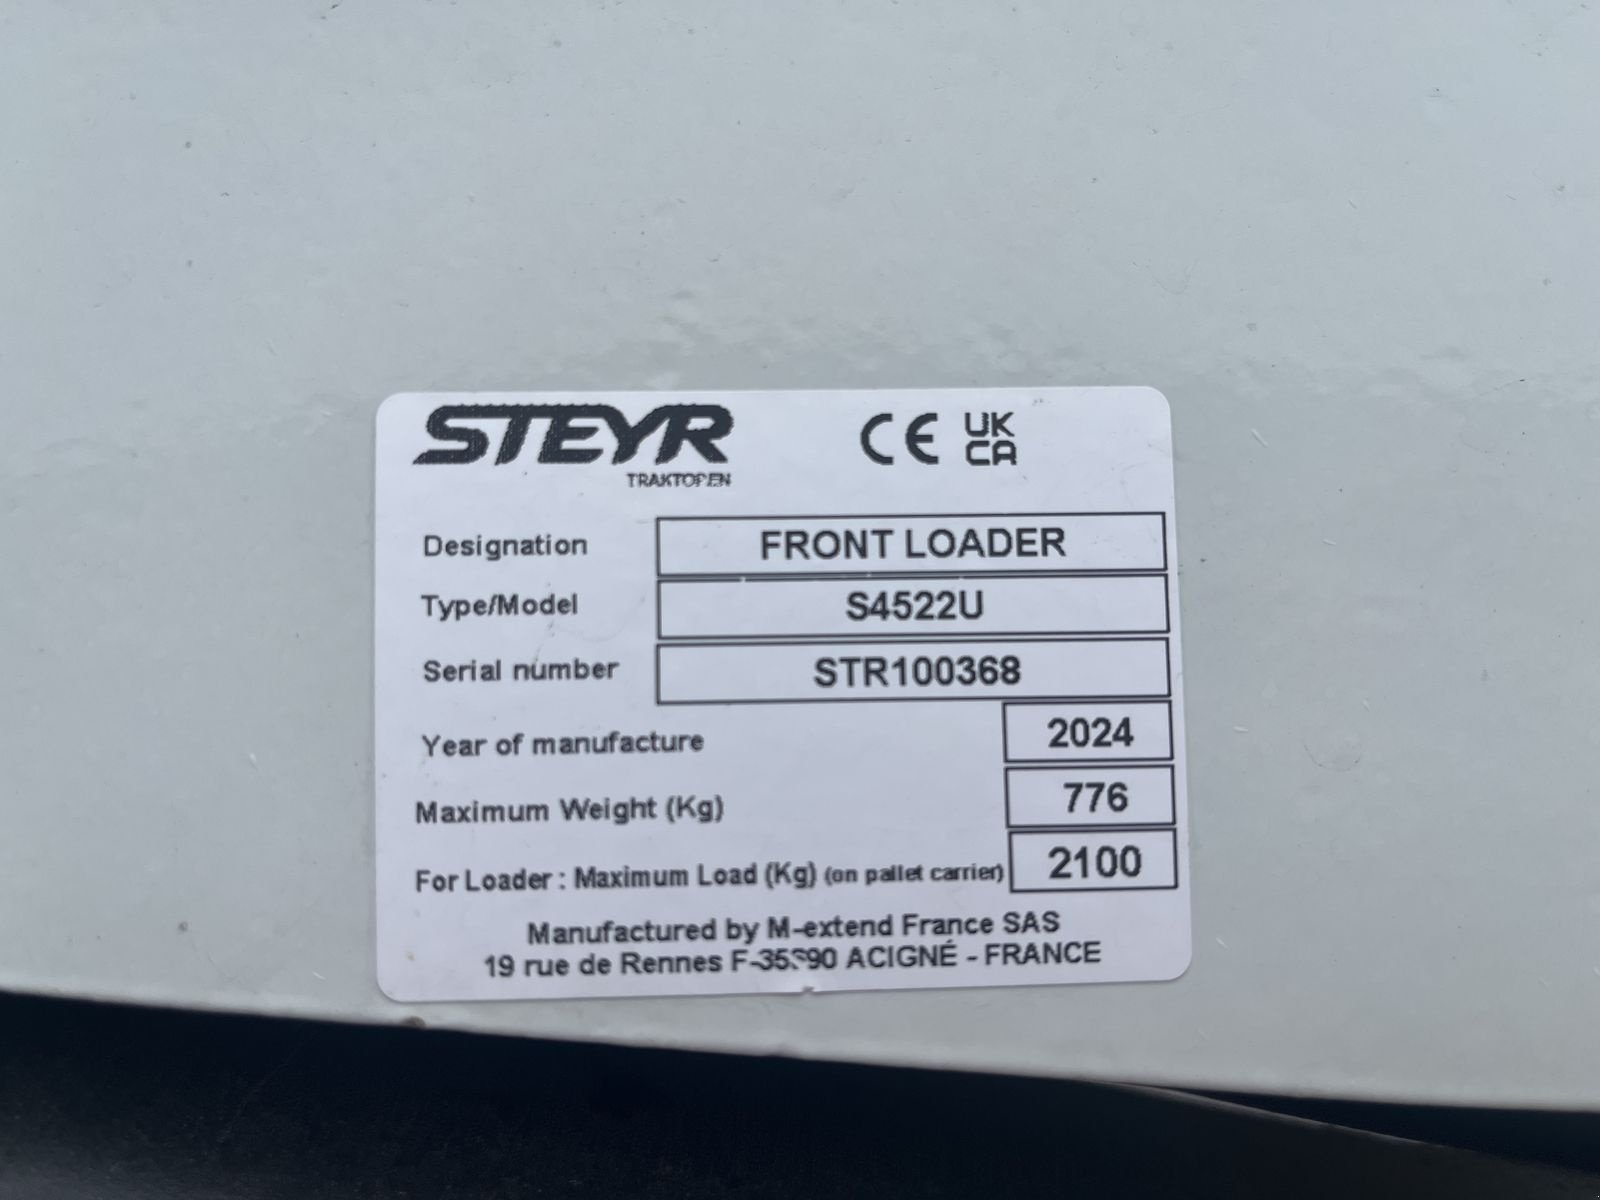 STEYR
TRAKTOREN
CE UK CA
Designation FRONT LOADER
Type/Model S4522U
Serial number STR100368
Year of manufacture 2024
Maximum Weight (Kg) 776
For Loader : Maximum Load (Kg) (on pallet carrier) 2100
Manufactured by M-extend France SAS
19 rue de Rennes ACIGNÉ - FRANCE